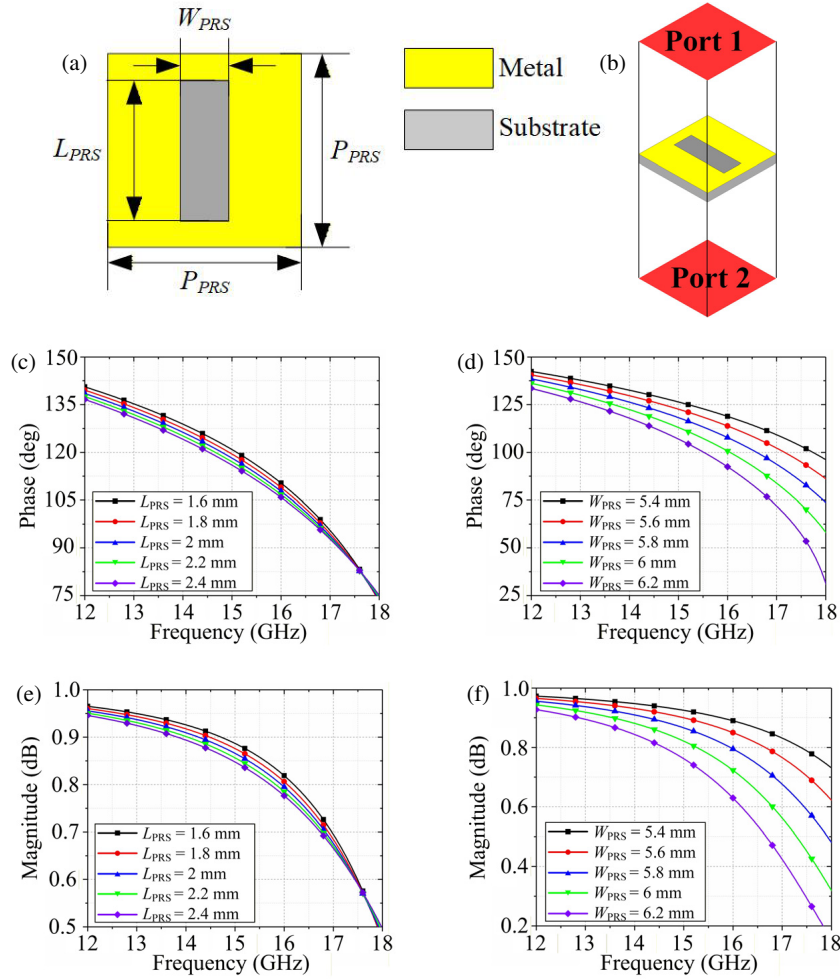 (a)
W_PRS
L_PRS
P_PRS
P_PRS
Metal
Substrate
(b)
Port 1
Port 2
(c)
150
135
120
105
90
75
Phase (deg)
L_PRS = 1.6 mm
L_PRS = 1.8 mm
L_PRS = 2 mm
L_PRS = 2.2 mm
L_PRS = 2.4 mm
12 13 14 15 16 17 18
Frequency (GHz)
(d)
150
125
100
75
50
25
Phase (deg)
W_PRS = 5.4 mm
W_PRS = 5.6 mm
W_PRS = 5.8 mm
W_PRS = 6 mm
W_PRS = 6.2 mm
12 13 14 15 16 17 18
Frequency (GHz)
(e)
1.0
0.9
0.8
0.7
0.6
0.5
Magnitude (dB)
L_PRS = 1.6 mm
L_PRS = 1.8 mm
L_PRS = 2 mm
L_PRS = 2.2 mm
L_PRS = 2.4 mm
12 13 14 15 16 17 18
Frequency (GHz)
(f)
1.0
0.8
0.6
0.4
0.2
Magnitude (dB)
W_PRS = 5.4 mm
W_PRS = 5.6 mm
W_PRS = 5.8 mm
W_PRS = 6 mm
W_PRS = 6.2 mm
12 13 14 15 16 17 18
Frequency (GHz)